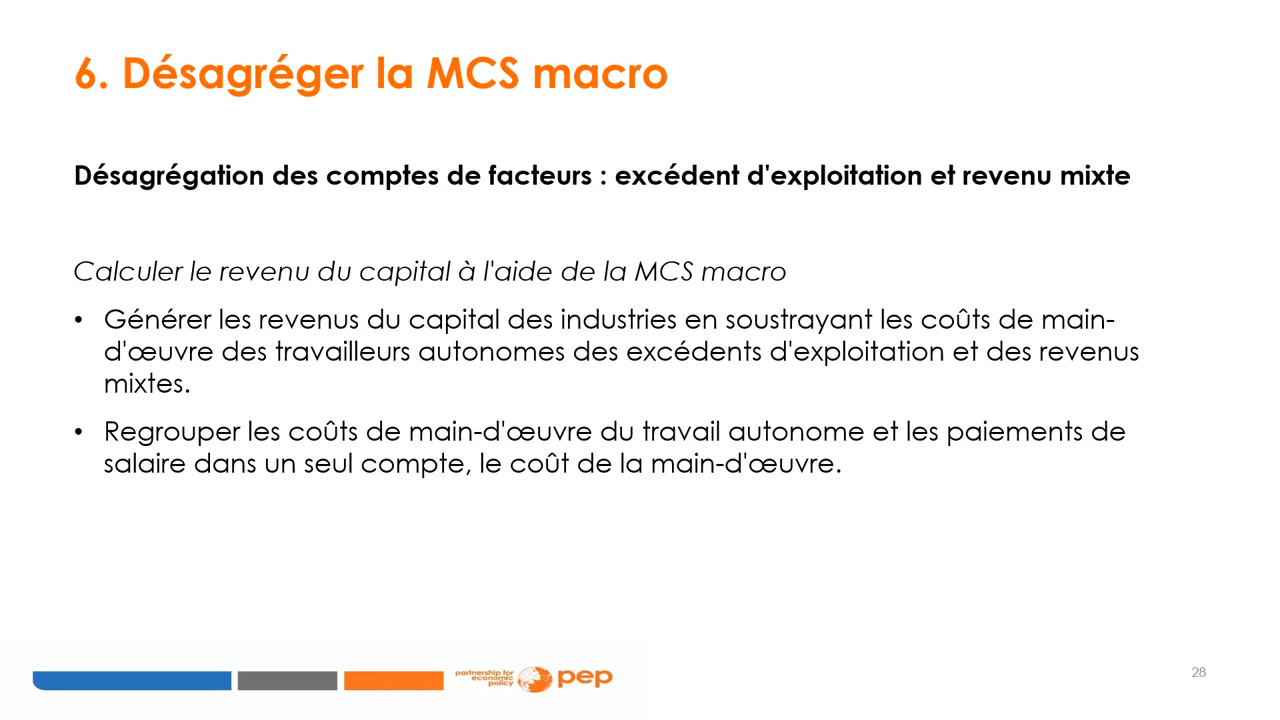 6. Désagréger la MCS macro
Désagrégation des comptes de facteurs : excédent d'exploitation et revenu mixte
Calculer le revenu du capital à l'aide de la MCS macro
• Générer les revenus du capital des industries en soustrayant les coûts de main-
d'œuvre des travailleurs autonomes des excédents d'exploitation et des revenus
mixtes.
• Regrouper les coûts de main-d'œuvre du travail autonome et les paiements de
salaire dans un seul compte, le coût de la main-d'œuvre.
partnership for
economic
policy
pep
28